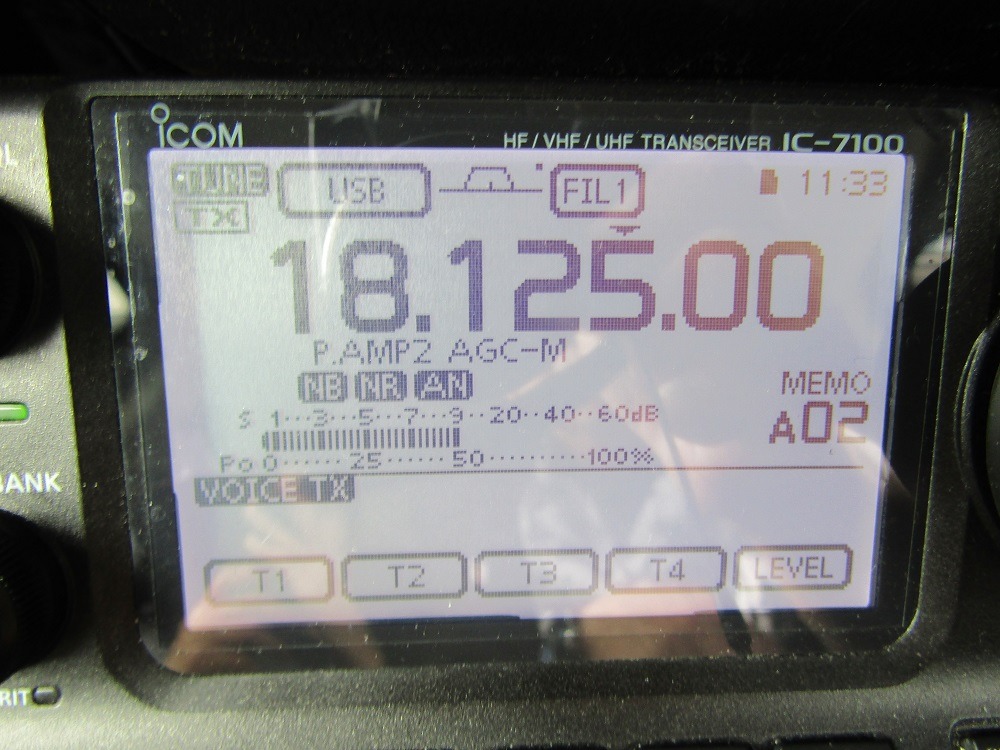 ICOM HF/VHF/UHF TRANSCEIVER IC-7100
TUNE USB FIL1 11:33
TX
18.125.00
P.AMP2 AGC-M
NB NR AN
MEMO
A02
S 1···3···5···7···9··20··40··60dB
Po 0······25······50··········100%
BANK
VOICE TX
T1 T2 T3 T4 LEVEL
RIT